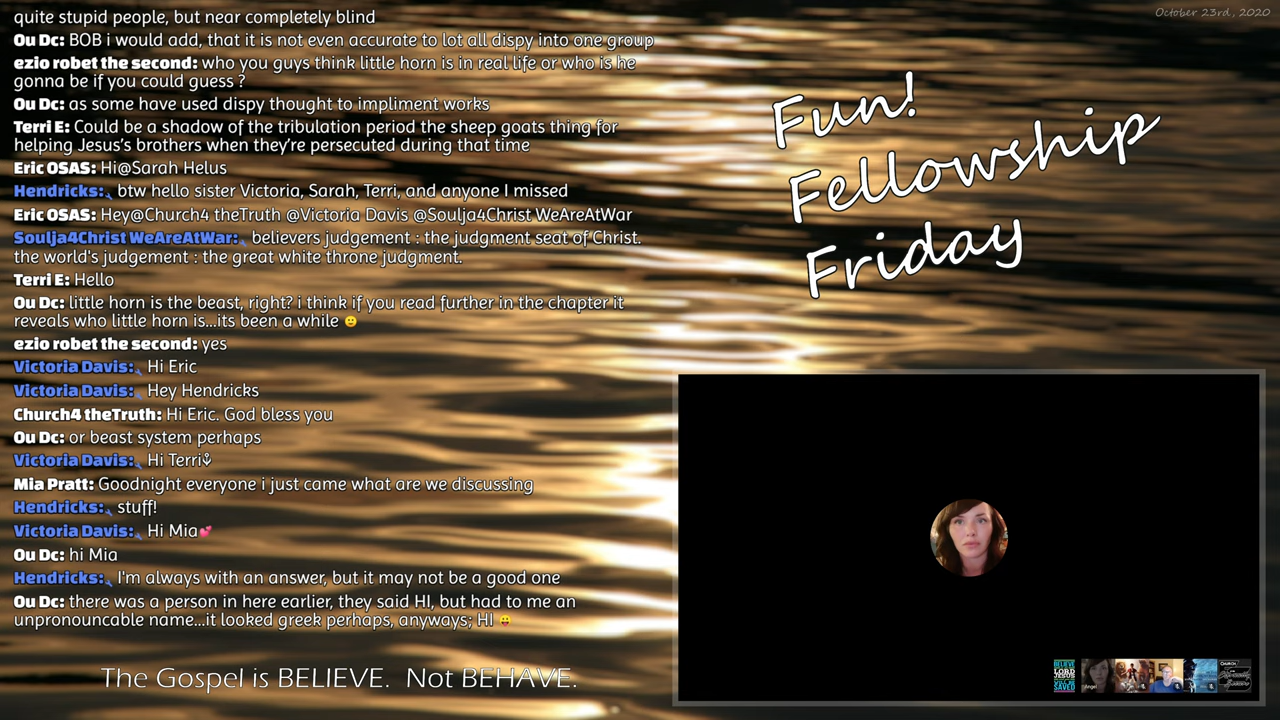 quite stupid people, but near completely blind
Ou Dc: BOB i would add, that it is not even accurate to lot all dispy into one group
ezio robet the second: who you guys think little horn is in real life or who is he
gonna be if you could guess ?
Ou Dc: as some have used dispy thought to impliment works
Terri E: Could be a shadow of the tribulation period the sheep goats thing for
helping Jesus's brothers when they're persecuted during that time
Eric OSAS: Hi@Sarah Helus
Hendricks: btw hello sister Victoria, Sarah, Terri, and anyone I missed
Eric OSAS: Hey@Church4 theTruth @Victoria Davis @Soulja4Christ WeAreAtWar
Soulja4Christ WeAreAtWar: believers judgement : the judgment seat of Christ.
the world's judgement : the great white throne judgment.
Terri E: Hello
Ou Dc: little horn is the beast, right? i think if you read further in the chapter it
reveals who little horn is...its been a while 🙂
ezio robet the second: yes
Victoria Davis: Hi Eric
Victoria Davis: Hey Hendricks
Church4 theTruth: Hi Eric. God bless you
Ou Dc: or beast system perhaps
Victoria Davis: Hi Terri⚘
Mia Pratt: Goodnight everyone i just came what are we discussing
Hendricks: stuff!
Victoria Davis: Hi Mia💕
Ou Dc: hi Mia
Hendricks: I'm always with an answer, but it may not be a good one
Ou Dc: there was a person in here earlier, they said HI, but had to me an
unpronouncable name...it looked greek perhaps, anyways; HI 😛
The Gospel is BELIEVE. Not BEHAVE.
October 23rd, 2020
Fun!
Fellowship
Friday
BELIEVE
LORD
JESUS
SAVED
Angel
CHURCH